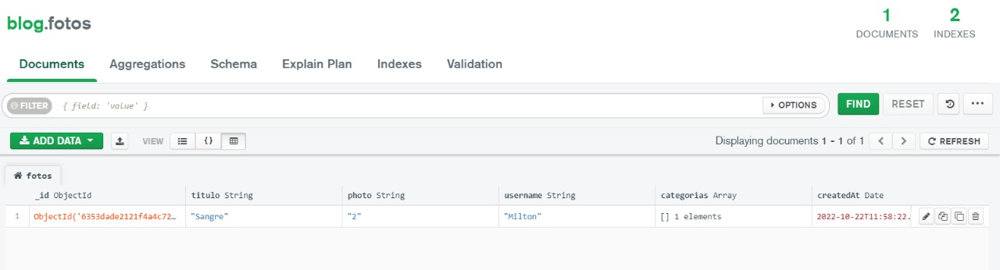 blog.fotos
1 2
DOCUMENTS INDEXES
Documents Aggregations Schema Explain Plan Indexes Validation
FILTER { field: 'value' } OPTIONS FIND RESET
ADD DATA VIEW {} Displaying documents 1 - 1 of 1 REFRESH
fotos
_id ObjectId titulo String photo String username String categorias Array createdAt Date
1 ObjectId('6353dade2121f4a4c72… "Sangre" "2" "Milton" [] 1 elements 2022-10-22T11:58:22.